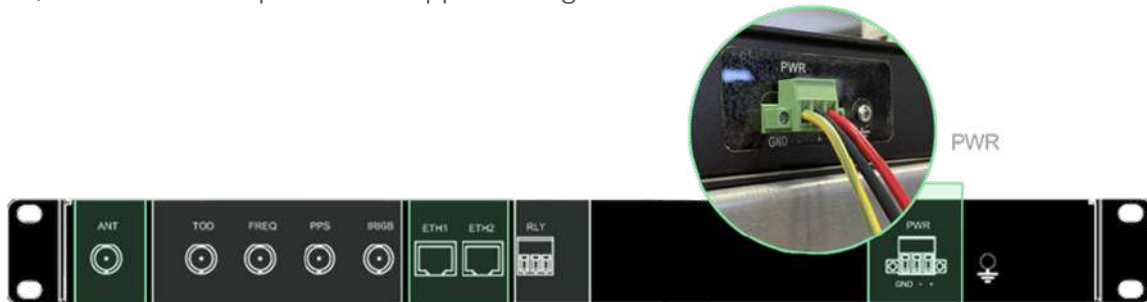 PWR
GND - +
PWR
ANT
TOD
FREQ
PPS
IRIGB
ETH1
ETH2
RLY
PWR
GND - +